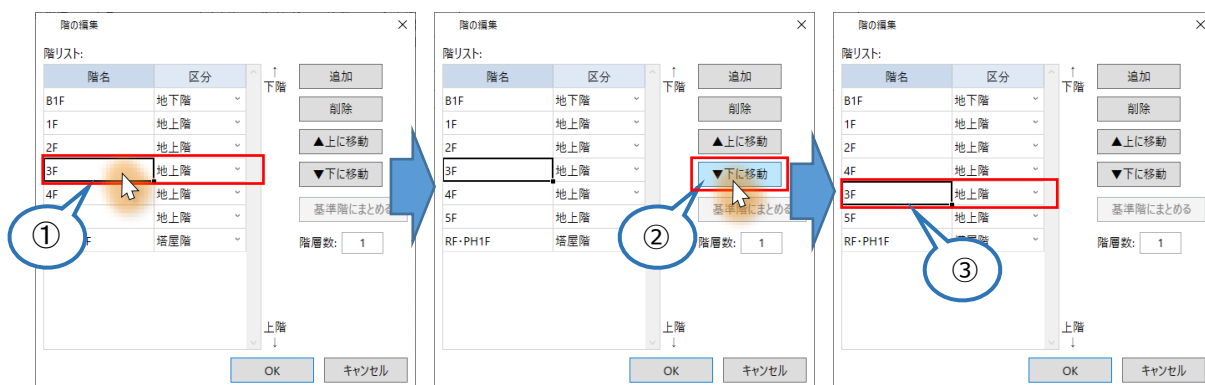 階の編集
階リスト:
階名 区分
B1F 地下階
1F 地上階
2F 地上階
3F 地上階
4F 地上階
地上階
F 塔屋階
↑
下階
追加
削除
▲上に移動
▼下に移動
基準階にまとめる
階層数: 1
上階
↓
OK キャンセル
①
階の編集
階リスト:
階名 区分
B1F 地下階
1F 地上階
2F 地上階
3F 地上階
4F 地上階
5F 地上階
RF・PH1F 塔屋階
↑
下階
追加
削除
▲上に移動
▼下に移動
基準階にまとめる
階層数: 1
上階
↓
OK キャンセル
②
階の編集
階リスト:
階名 区分
B1F 地下階
1F 地上階
2F 地上階
4F 地上階
3F 地上階
5F 地上階
RF・PH1F 塔屋階
↑
下階
追加
削除
▲上に移動
▼下に移動
基準階にまとめる
階層数: 1
上階
↓
OK キャンセル
③